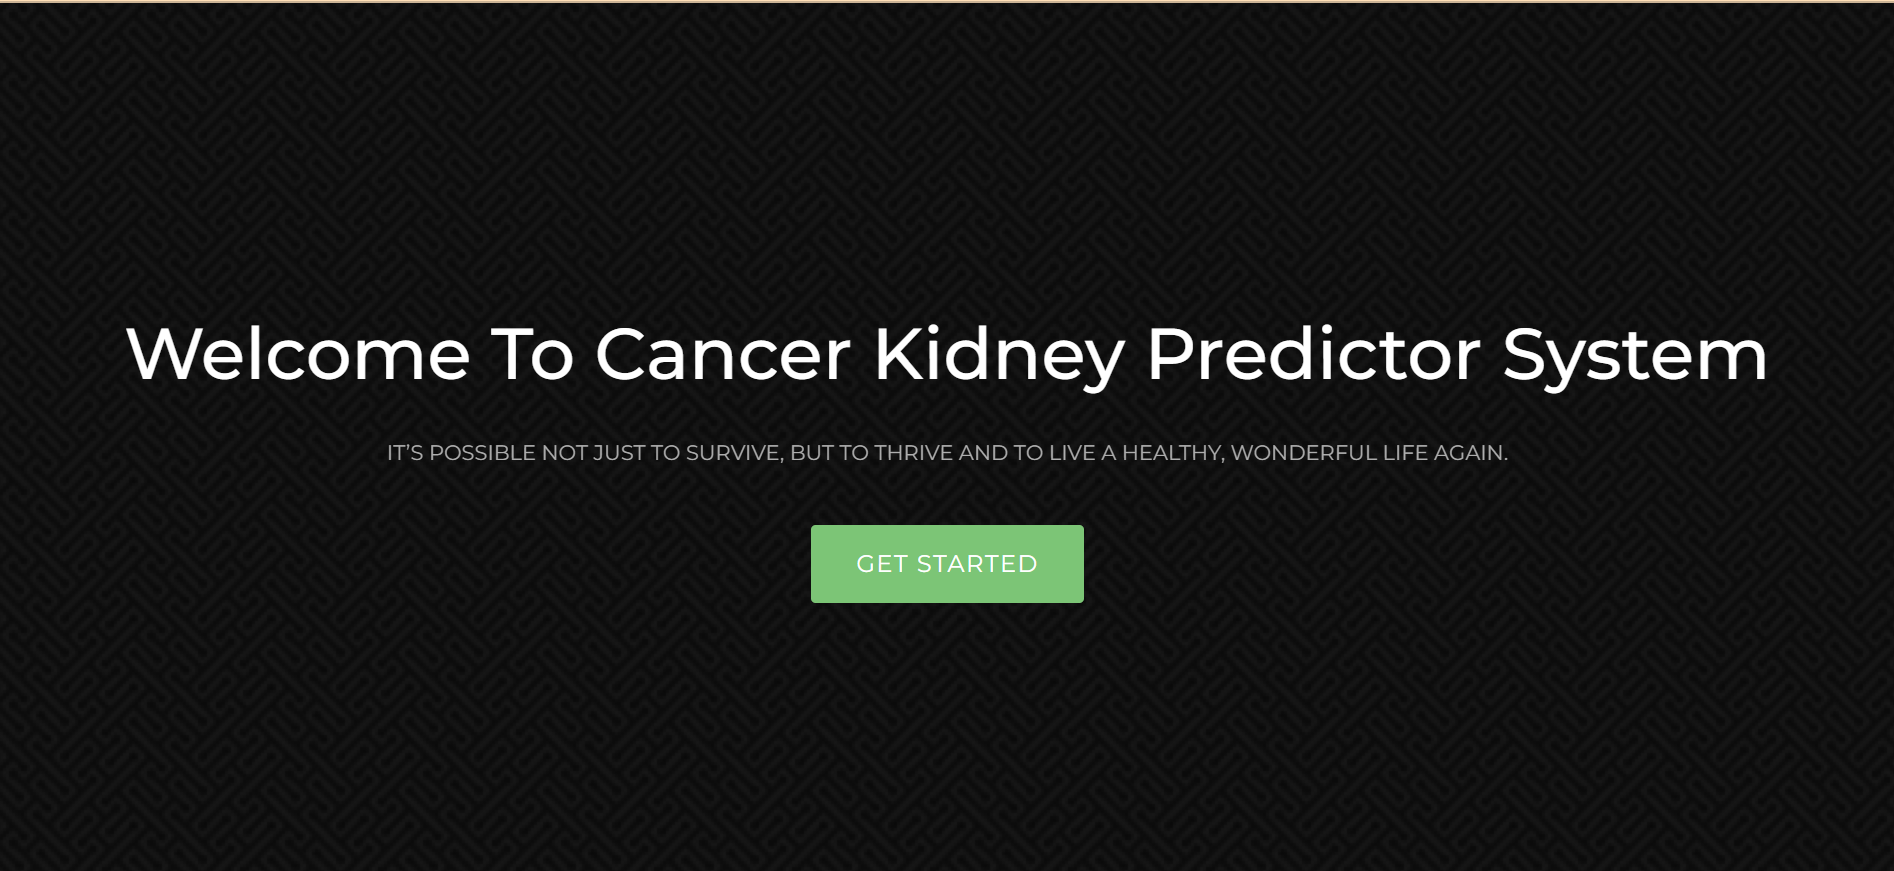 Welcome To Cancer Kidney Predictor System
IT’S POSSIBLE NOT JUST TO SURVIVE, BUT TO THRIVE AND TO LIVE A HEALTHY, WONDERFUL LIFE AGAIN.
GET STARTED